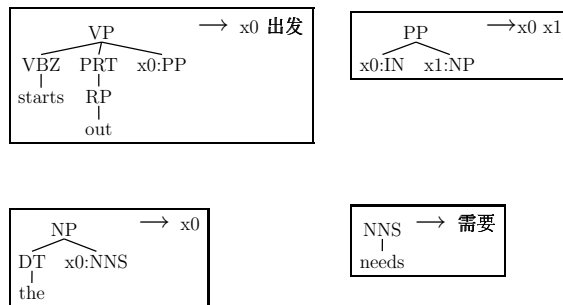 VP → x0 出发
VBZ PRT x0:PP
starts RP
out
PP →x0 x1
x0:IN x1:NP
NP → x0
DT x0:NNS
the
NNS → 需要
needs